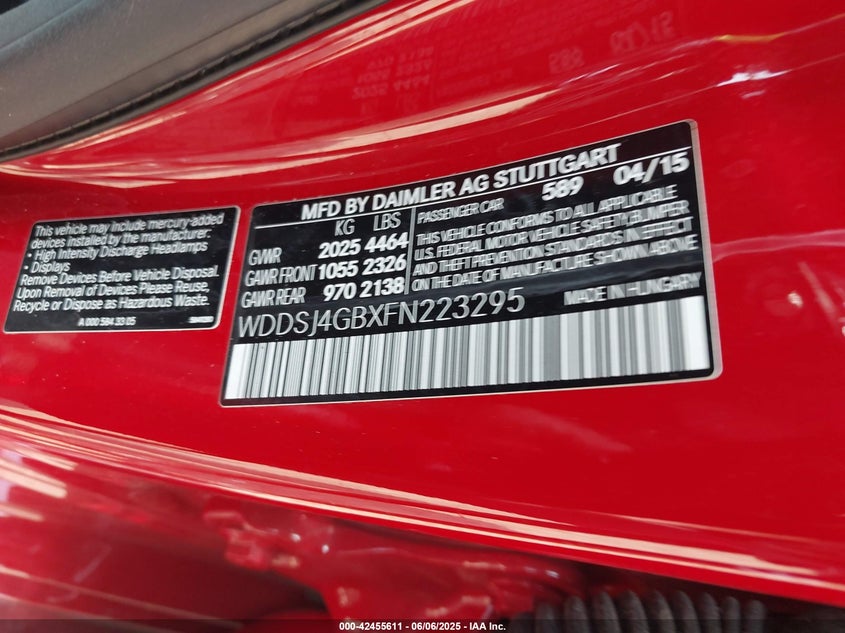 This vehicle may include mercury-added
devices installed by the manufacturer:
• High Intensity Discharge Headlamps
• Displays
Remove Devices Before Vehicle Disposal.
Upon Removal of Devices Please Reuse,
Recycle or Dispose as Hazardous Waste.
A 000 584 33 05
MFD BY DAIMLER AG STUTTGART
KG LBS
GVWR 2025 4464
GAWR FRONT 1055 2326
GAWR REAR 970 2138
PASSENGER CAR 589 04/15
THIS VEHICLE CONFORMS TO ALL APPLICABLE
U.S. FEDERAL MOTOR VEHICLE SAFETY BUMPER
AND THEFT PREVENTION STANDARDS IN EFFECT
ON THE DATE OF MANUFACTURE SHOWN ABOVE
WDDSJ4GBXFN223295
MADE IN HUNGARY
000-42455611 - 06/06/2025 - IAA Inc.